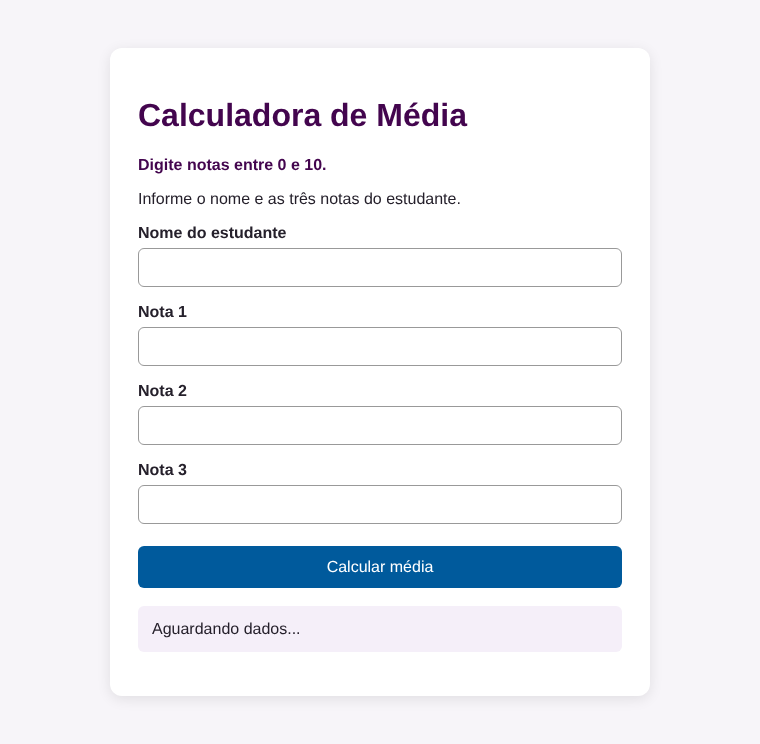 Calculadora de Média
Digite notas entre 0 e 10.
Informe o nome e as três notas do estudante.
Nome do estudante
Nota 1
Nota 2
Nota 3
Calcular média
Aguardando dados...